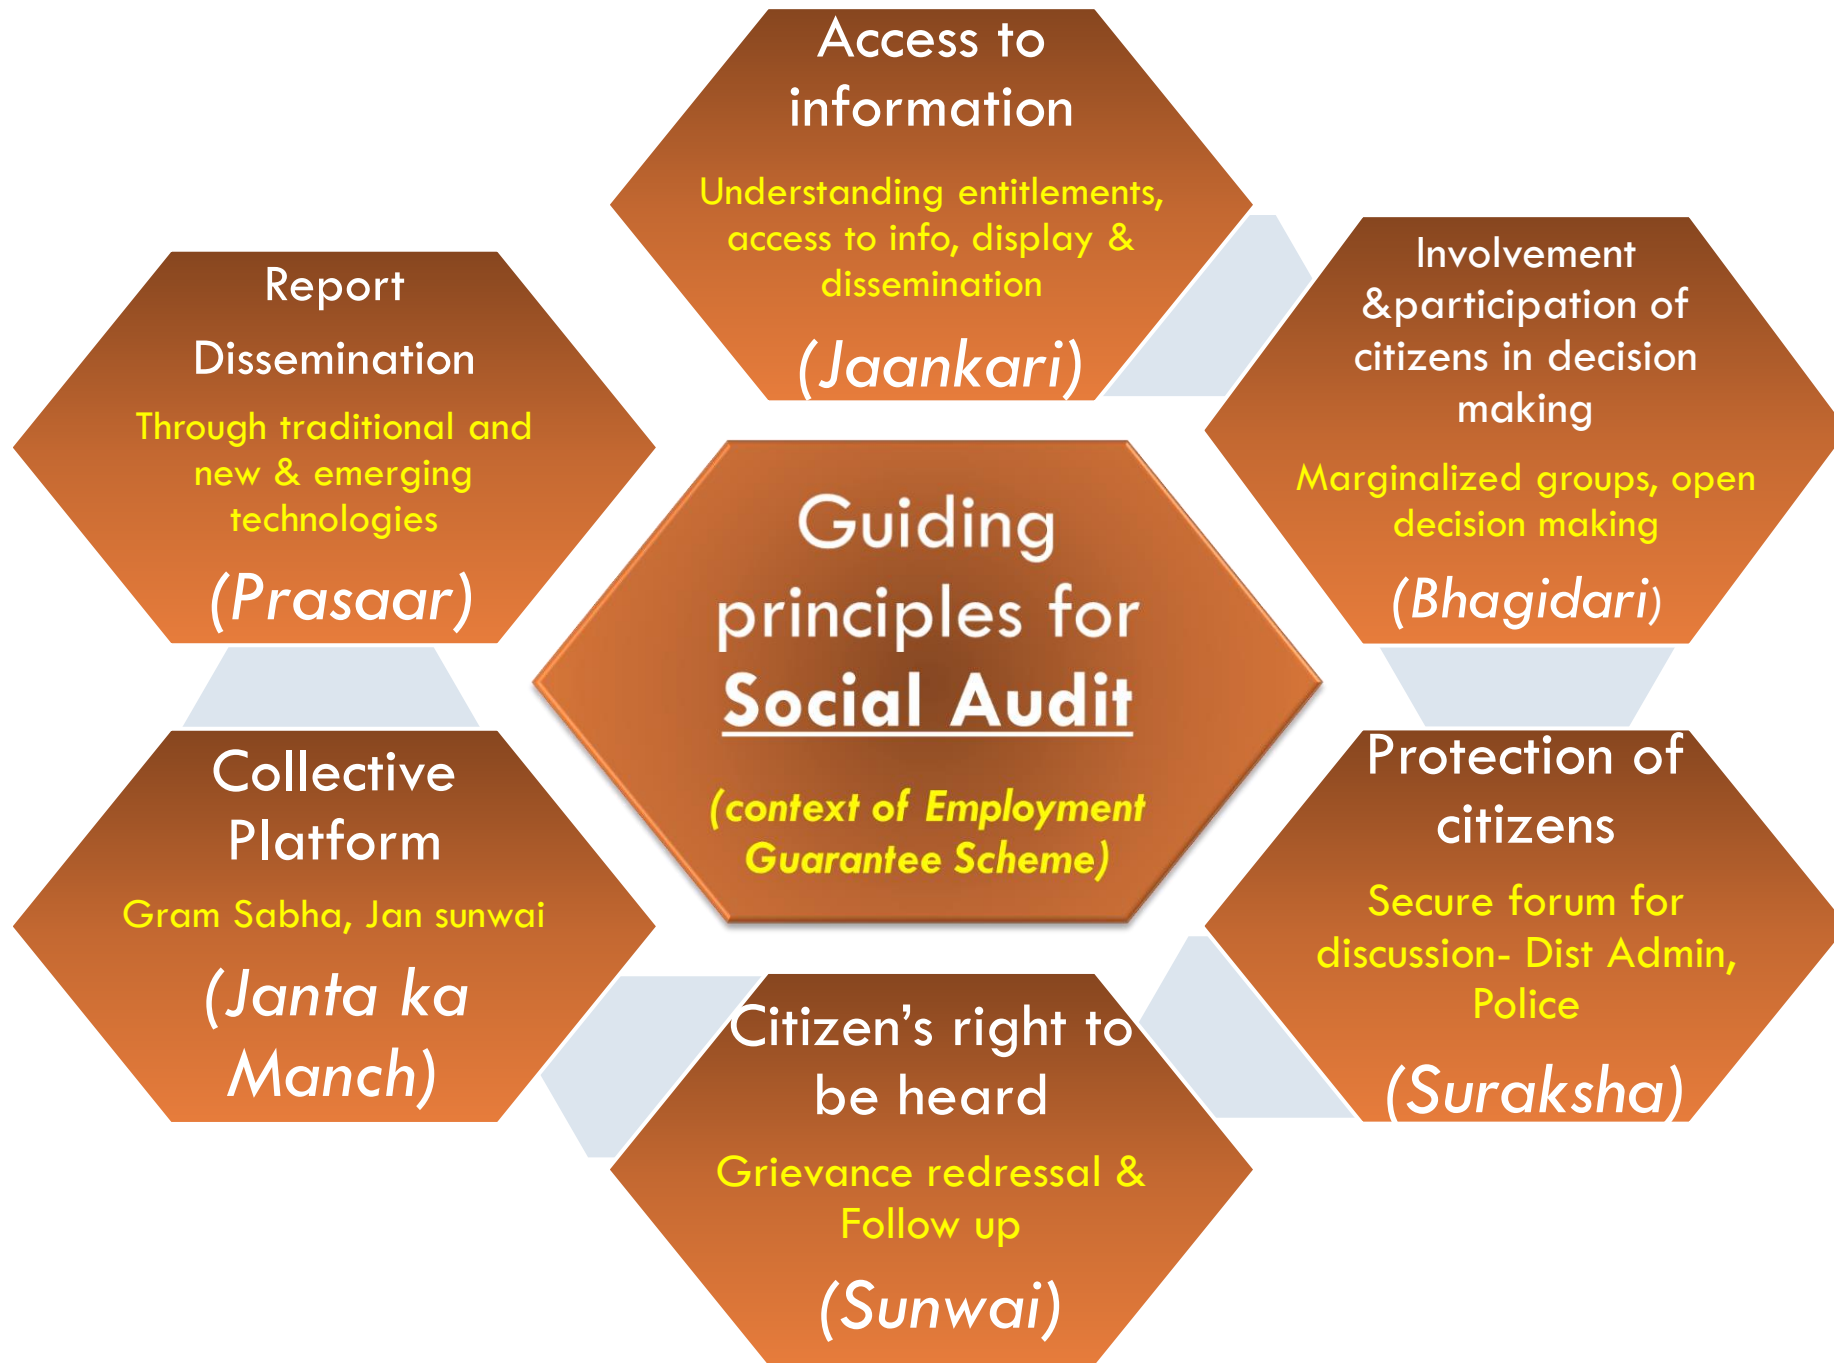 Access to
information
Understanding entitlements,
access to info, display &
dissemination
(Jaankari)
Involvement
&participation of
citizens in decision
making
Marginalized groups, open
decision making
(Bhagidari)
Protection of
citizens
Secure forum for
discussion- Dist Admin,
Police
(Suraksha)
Citizen’s right to
be heard
Grievance redressal &
Follow up
(Sunwai)
Collective
Platform
Gram Sabha, Jan sunwai
(Janta ka
Manch)
Report
Dissemination
Through traditional and
new & emerging
technologies
(Prasaar)
Guiding
principles for
Social Audit
(context of Employment
Guarantee Scheme)